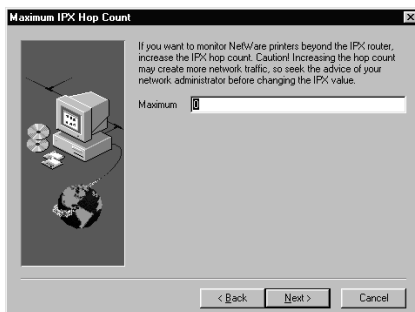 Maximum IPX Hop Count
If you want to monitor NetWare printers beyond the IPX router,
increase the IPX hop count. Caution! Increasing the hop count
may create more network traffic, so seek the advice of your
network administrator before changing the IPX value.
Maximum 0
< Back Next > Cancel